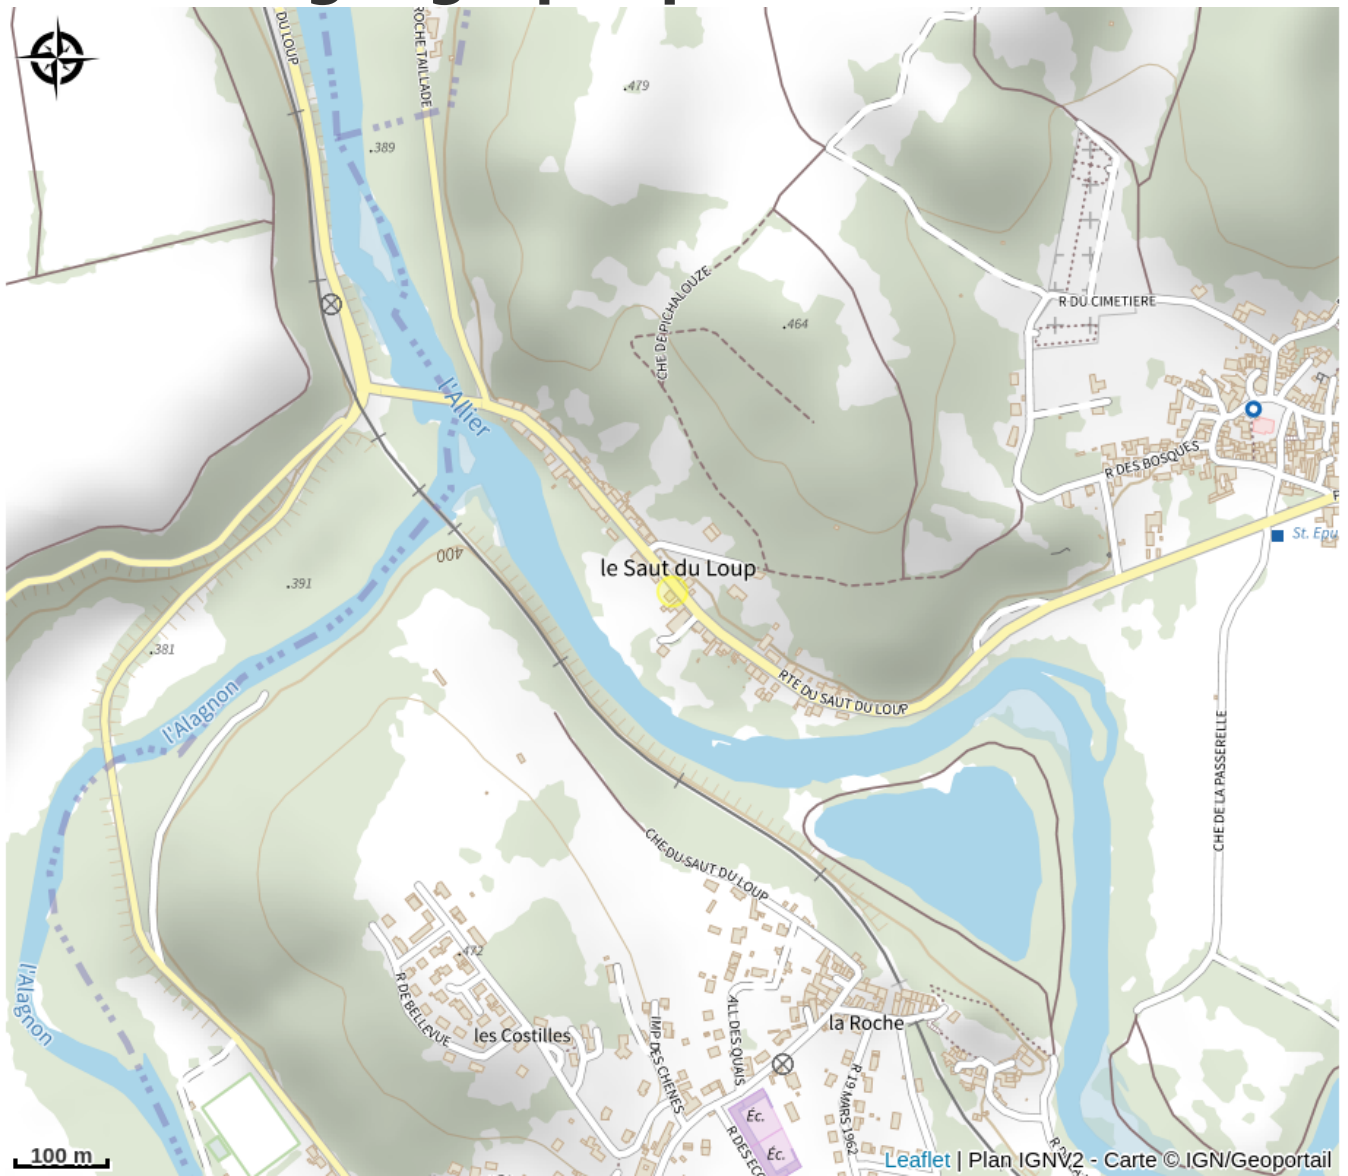 DU LOUP
ROCHE TAILLADE
.479
.389
CHE DE PICHALOUZE
.464
R DU CIMETIERE
l'Allier
R DES BOSQUES
St. Epu
400
le Saut du Loup
.391
.381
l'Alagnon
RTE DU SAUT DU LOUP
CHE DE LA PASSERELLE
CHE DU SAUT DU LOUP
.472
l'Alagnon
R DE BELLEVUE
les Costilles
IMP DES CHENES
ALL DES QUAIS
la Roche
R 19 MARS 1962
Éc.
Éc.
R DES ECO
100 m
Leaflet | Plan IGNV2 - Carte © IGN/Geoportail